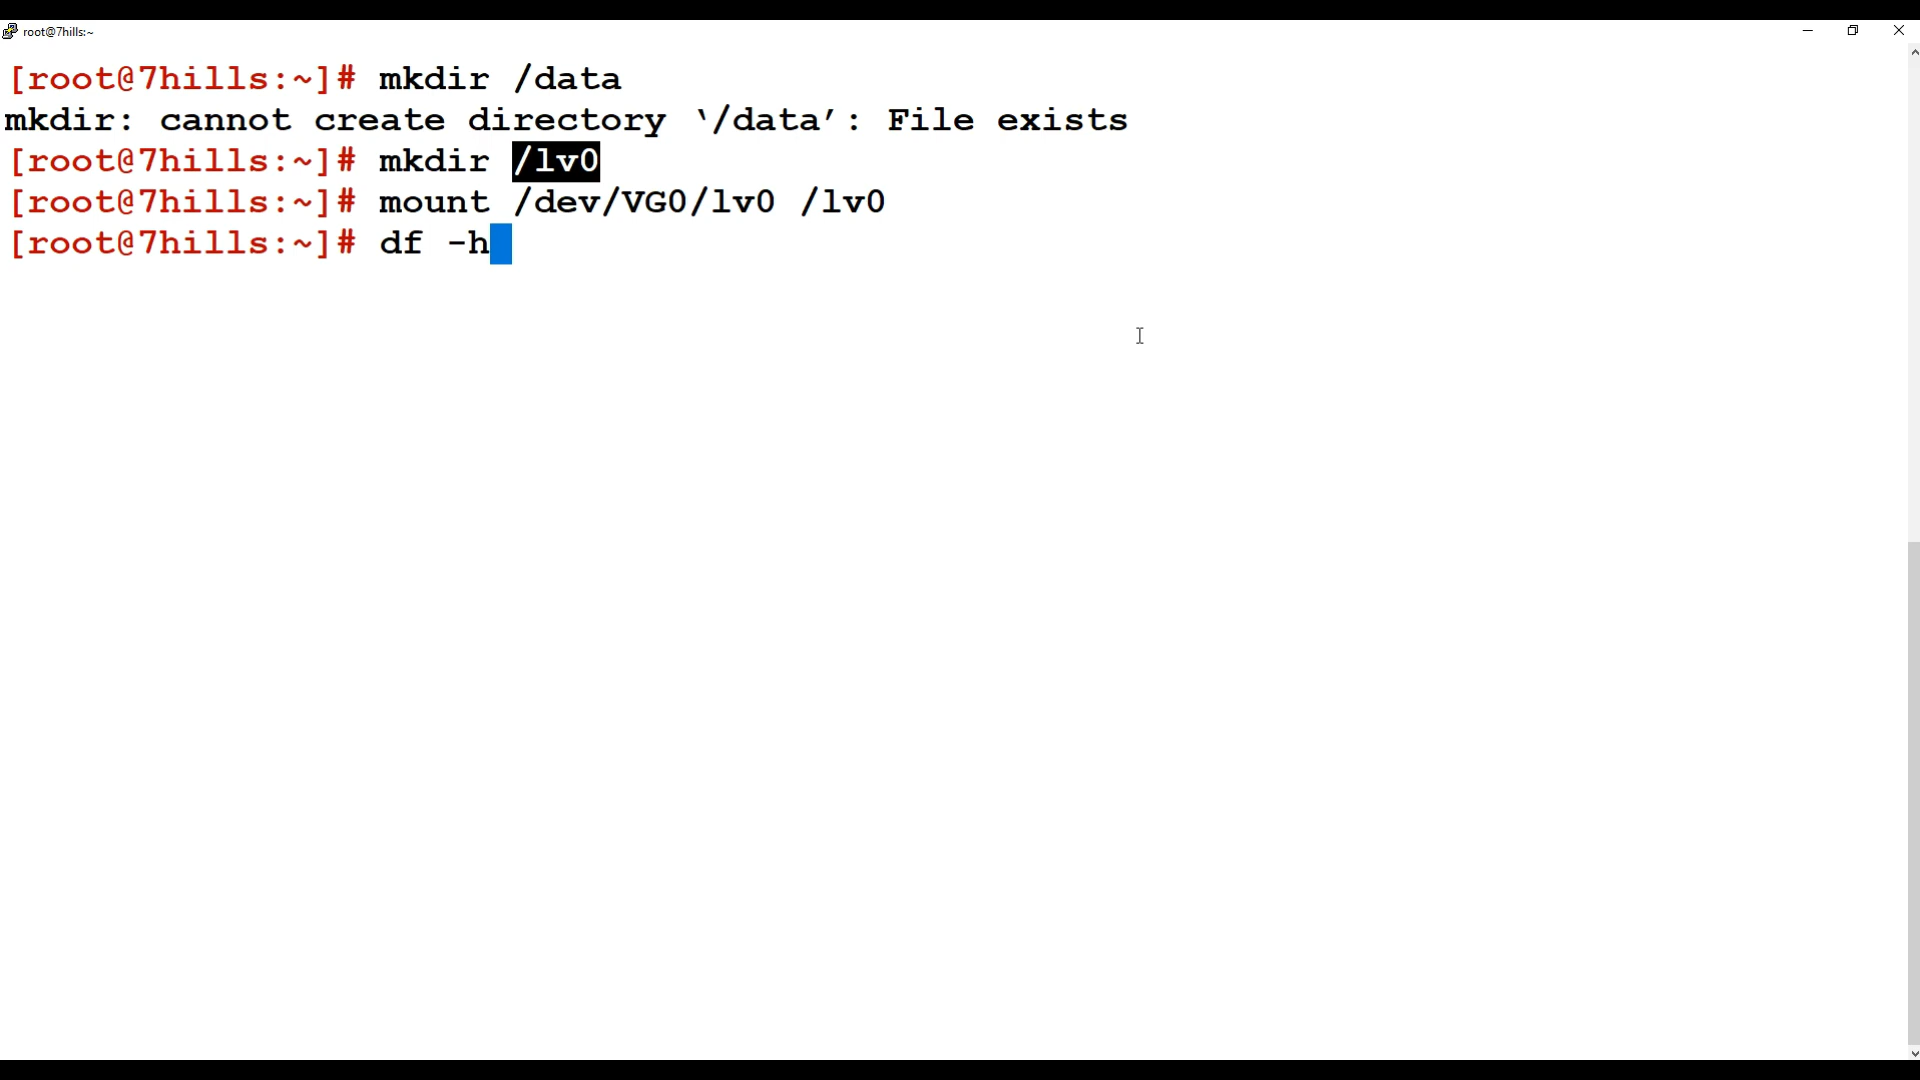 root@7hills:~
[root@7hills:~]# mkdir /data
mkdir: cannot create directory ‘/data’: File exists
[root@7hills:~]# mkdir /lv0
[root@7hills:~]# mount /dev/VG0/lv0 /lv0
[root@7hills:~]# df -h